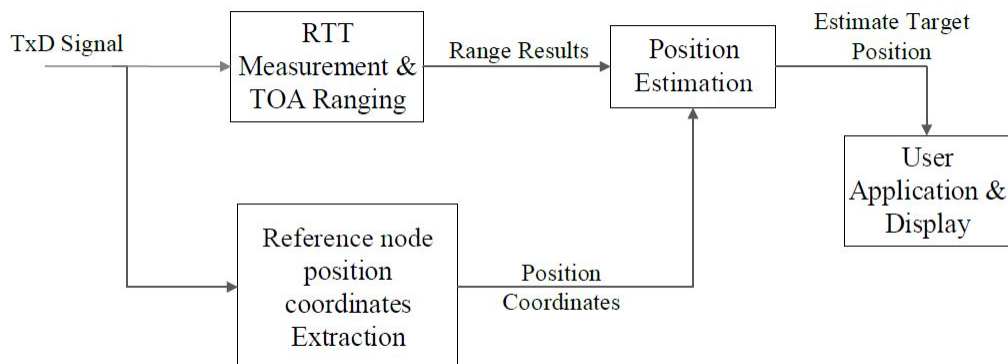 TxD Signal
RTT
Measurement &
TOA Ranging
Range Results
Position
Estimation
Estimate Target
Position
User
Application &
Display
Reference node
position
coordinates
Extraction
Position
Coordinates